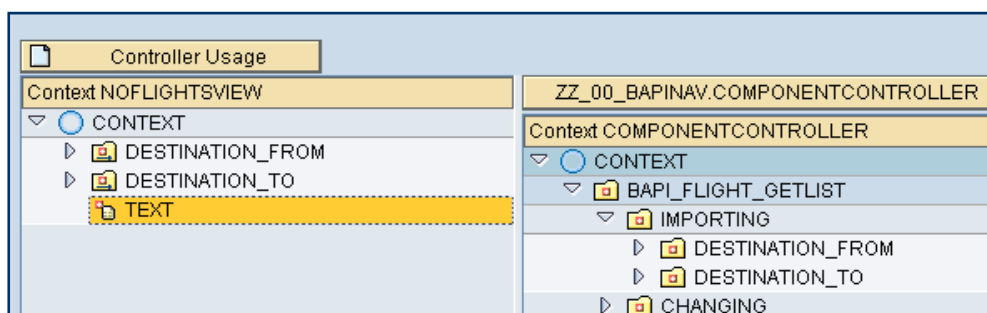 Controller Usage
Context NOFLIGHTSVIEW
CONTEXT
DESTINATION_FROM
DESTINATION_TO
TEXT
ZZ_00_BAPINAV.COMPONENTCONTROLLER
Context COMPONENTCONTROLLER
CONTEXT
BAPI_FLIGHT_GETLIST
IMPORTING
DESTINATION_FROM
DESTINATION_TO
CHANGING